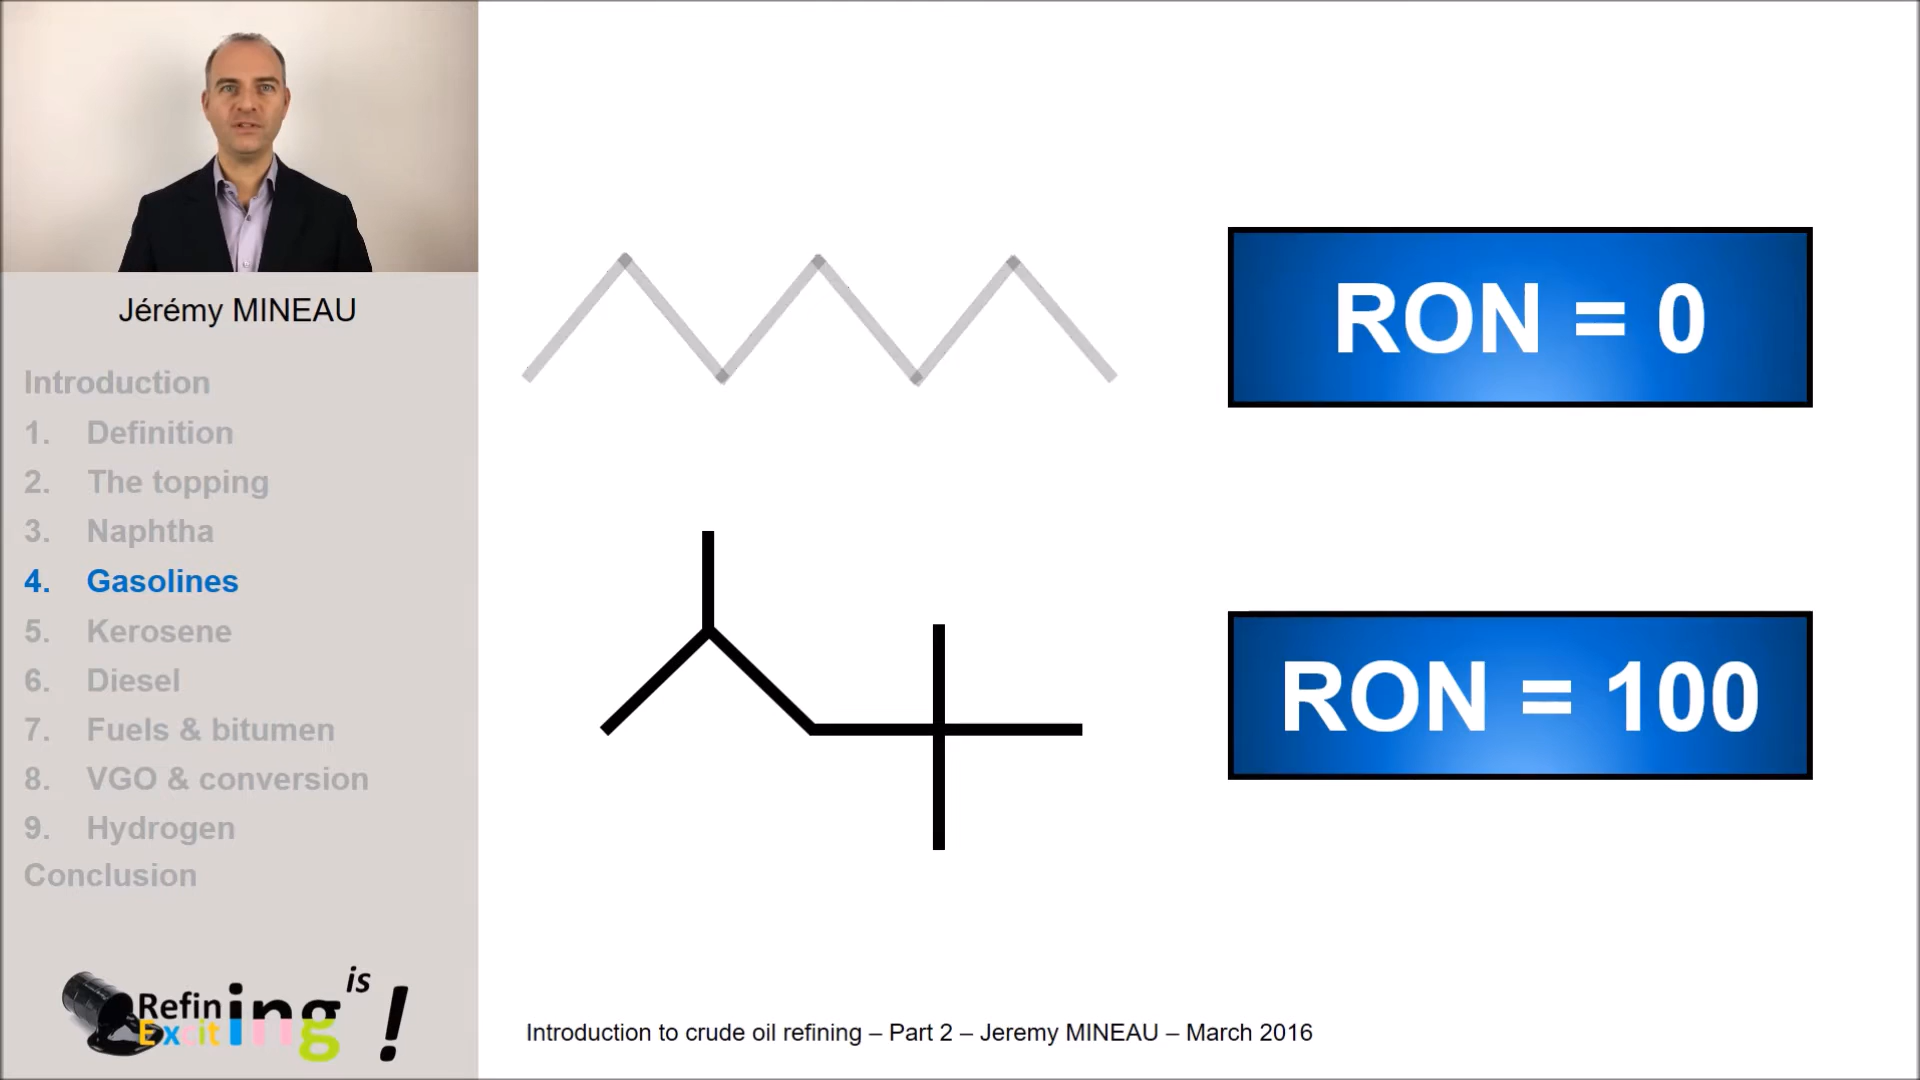 Jérémy MINEAU
Introduction
1. Definition
2. The topping
3. Naphtha
4. Gasolines
5. Kerosene
6. Diesel
7. Fuels & bitumen
8. VGO & conversion
9. Hydrogen
Conclusion
Refining is
Exciting !
RON = 0
RON = 100
Introduction to crude oil refining – Part 2 – Jeremy MINEAU – March 2016